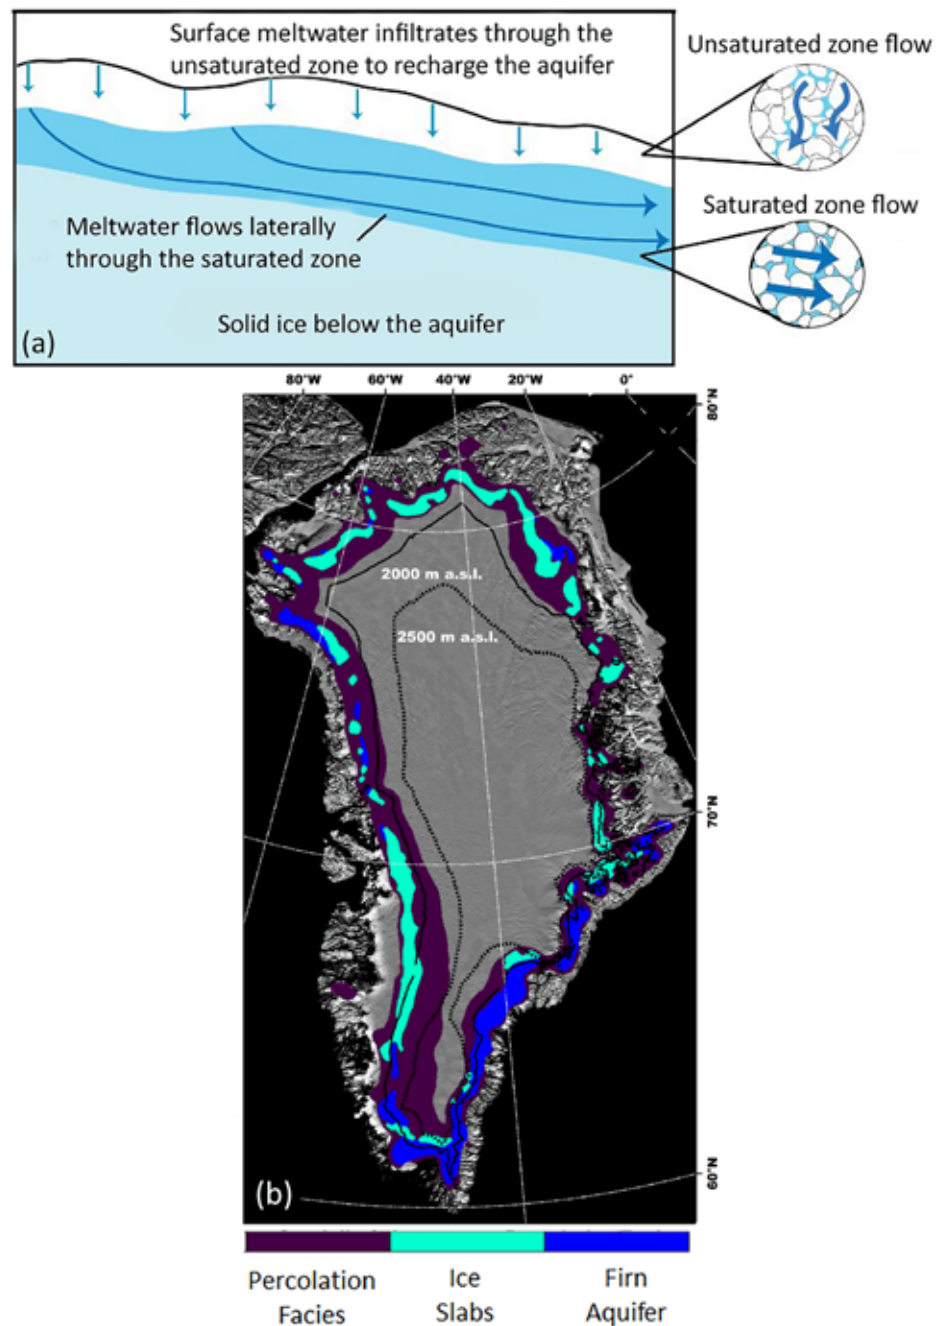 Surface meltwater infiltrates through the
unsaturated zone to recharge the aquifer
Unsaturated zone flow
Saturated zone flow
Meltwater flows laterally
through the saturated zone
Solid ice below the aquifer
(a)
80°W 60°W 40°W 20°W 0°
80°N
2000 m a.s.l.
2500 m a.s.l.
70°N
60°N
(b)
Percolation
Facies
Ice
Slabs
Firn
Aquifer